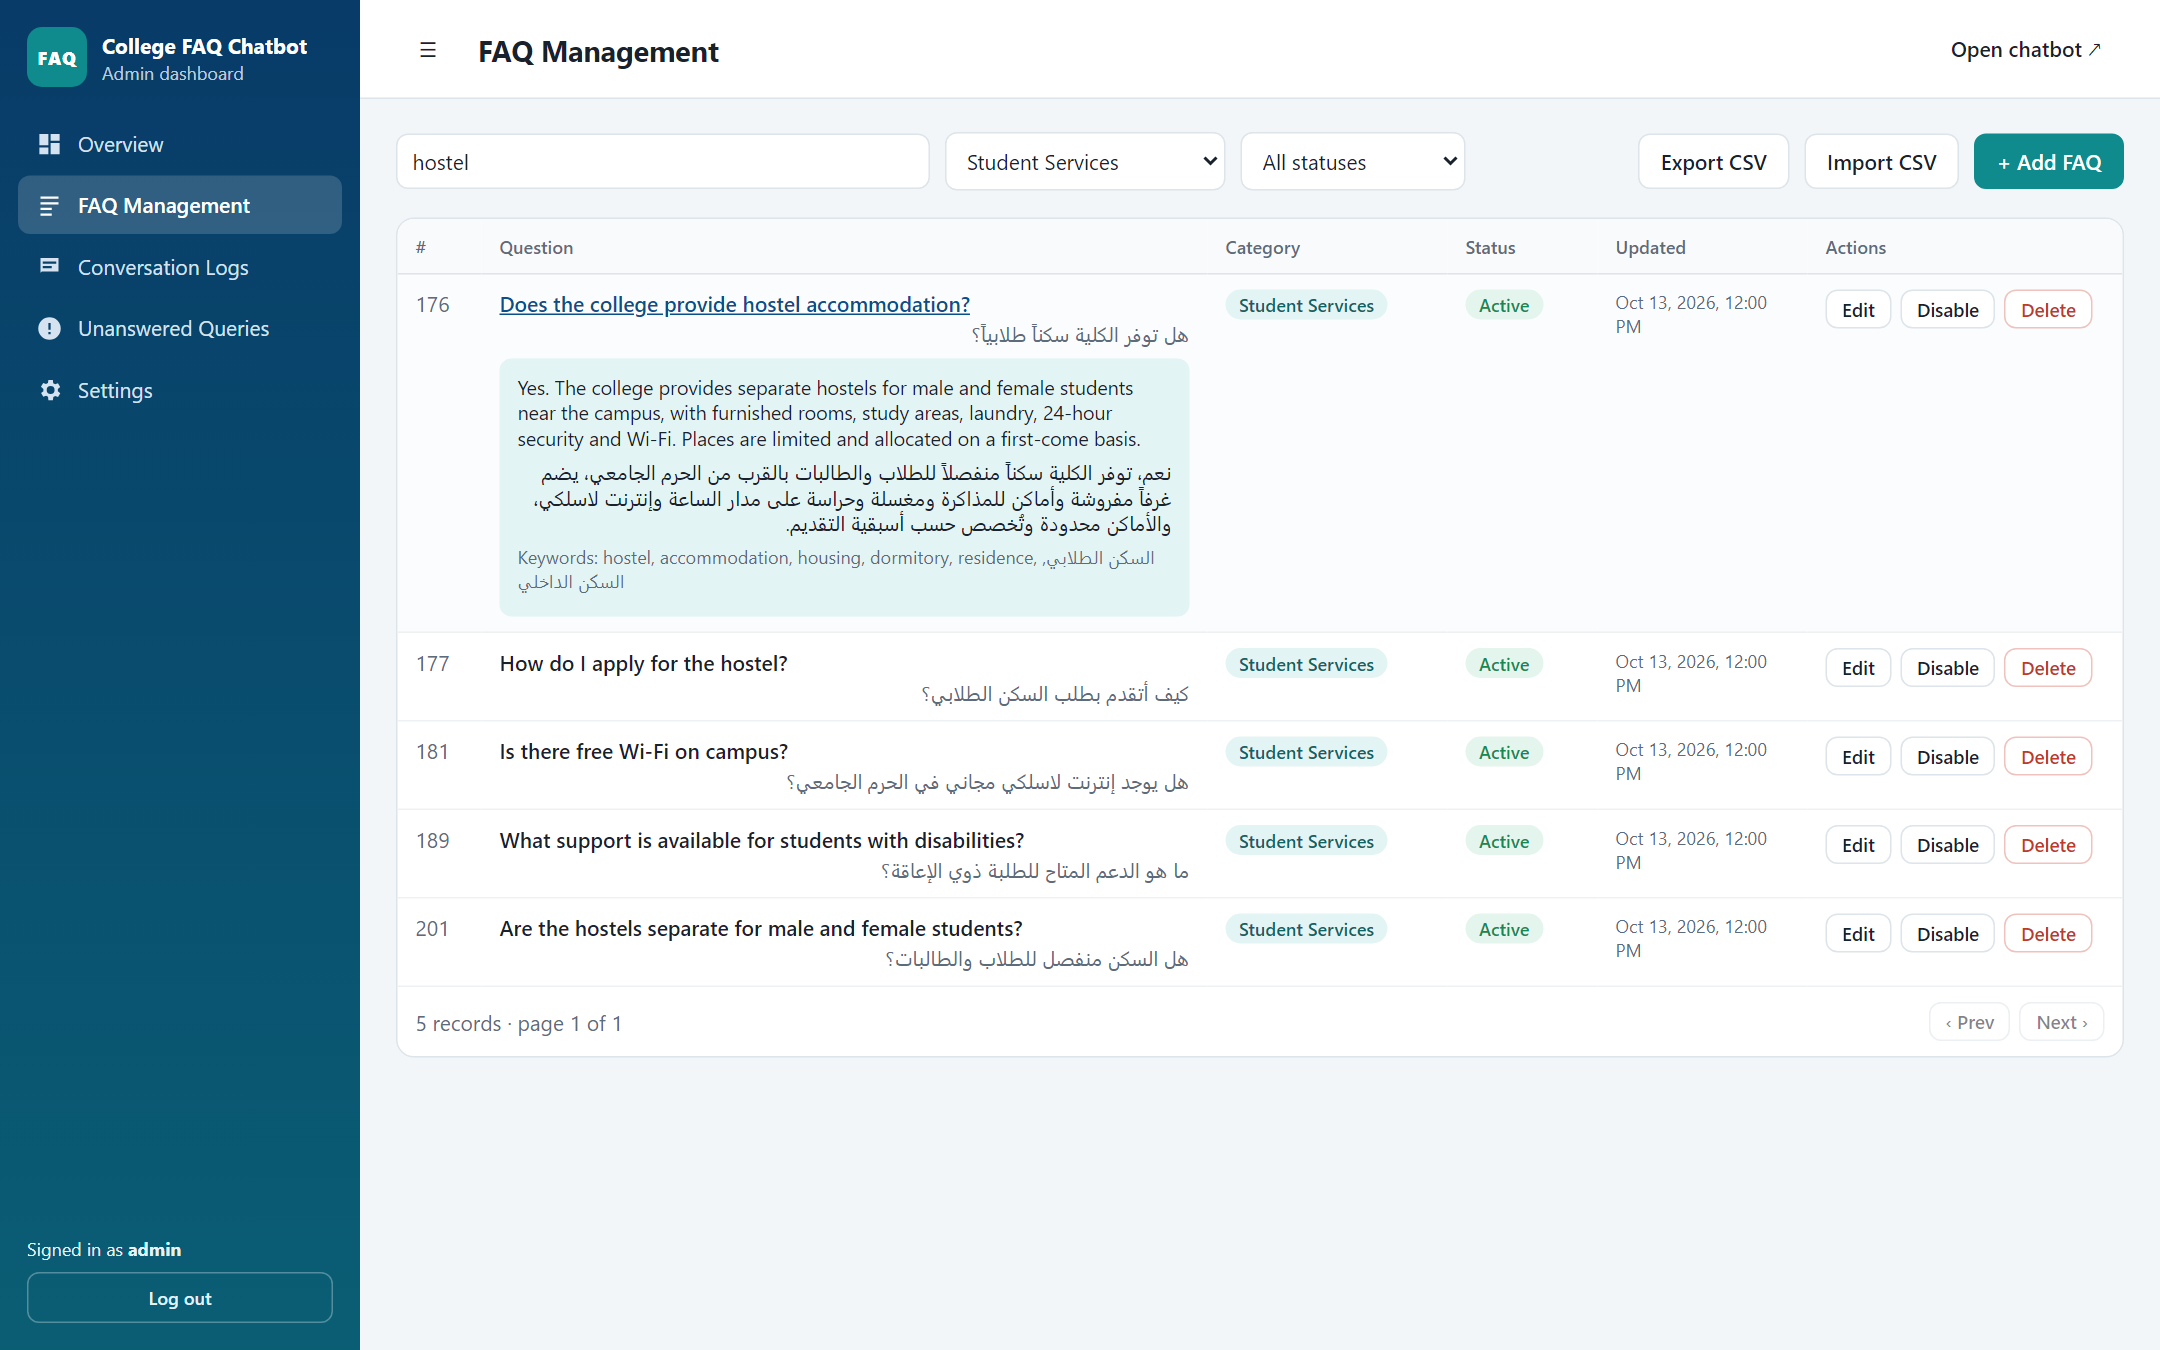 FAQ
College FAQ Chatbot
Admin dashboard
Overview
FAQ Management
Conversation Logs
Unanswered Queries
Settings
Signed in as admin
Log out
☰ FAQ Management
Open chatbot ↗
hostel
Student Services
All statuses
Export CSV
Import CSV
+ Add FAQ
# Question Category Status Updated Actions
176 Does the college provide hostel accommodation? Student Services Active Oct 13, 2026, 12:00 PM Edit Disable Delete
هل توفر الكلية سكناً طلابياً؟
Yes. The college provides separate hostels for male and female students
near the campus, with furnished rooms, study areas, laundry, 24-hour
security and Wi-Fi. Places are limited and allocated on a first-come basis.
نعم، توفر الكلية سكناً منفصلاً للطلاب والطالبات بالقرب من الحرم الجامعي، يضم
غرفاً مفروشة وأماكن للمذاكرة ومغسلة وحراسة على مدار الساعة وإنترنت لاسلكي،
والأماكن محدودة وتُخصص حسب أسبقية التقديم.
Keywords: hostel, accommodation, housing, dormitory, residence, السكن الطلابي,
السكن الداخلي
177 How do I apply for the hostel? Student Services Active Oct 13, 2026, 12:00 PM Edit Disable Delete
كيف أتقدم بطلب السكن الطلابي؟
181 Is there free Wi-Fi on campus? Student Services Active Oct 13, 2026, 12:00 PM Edit Disable Delete
هل يوجد إنترنت لاسلكي مجاني في الحرم الجامعي؟
189 What support is available for students with disabilities? Student Services Active Oct 13, 2026, 12:00 PM Edit Disable Delete
ما هو الدعم المتاح للطلبة ذوي الإعاقة؟
201 Are the hostels separate for male and female students? Student Services Active Oct 13, 2026, 12:00 PM Edit Disable Delete
هل السكن منفصل للطلاب والطالبات؟
5 records · page 1 of 1
‹ Prev
Next ›